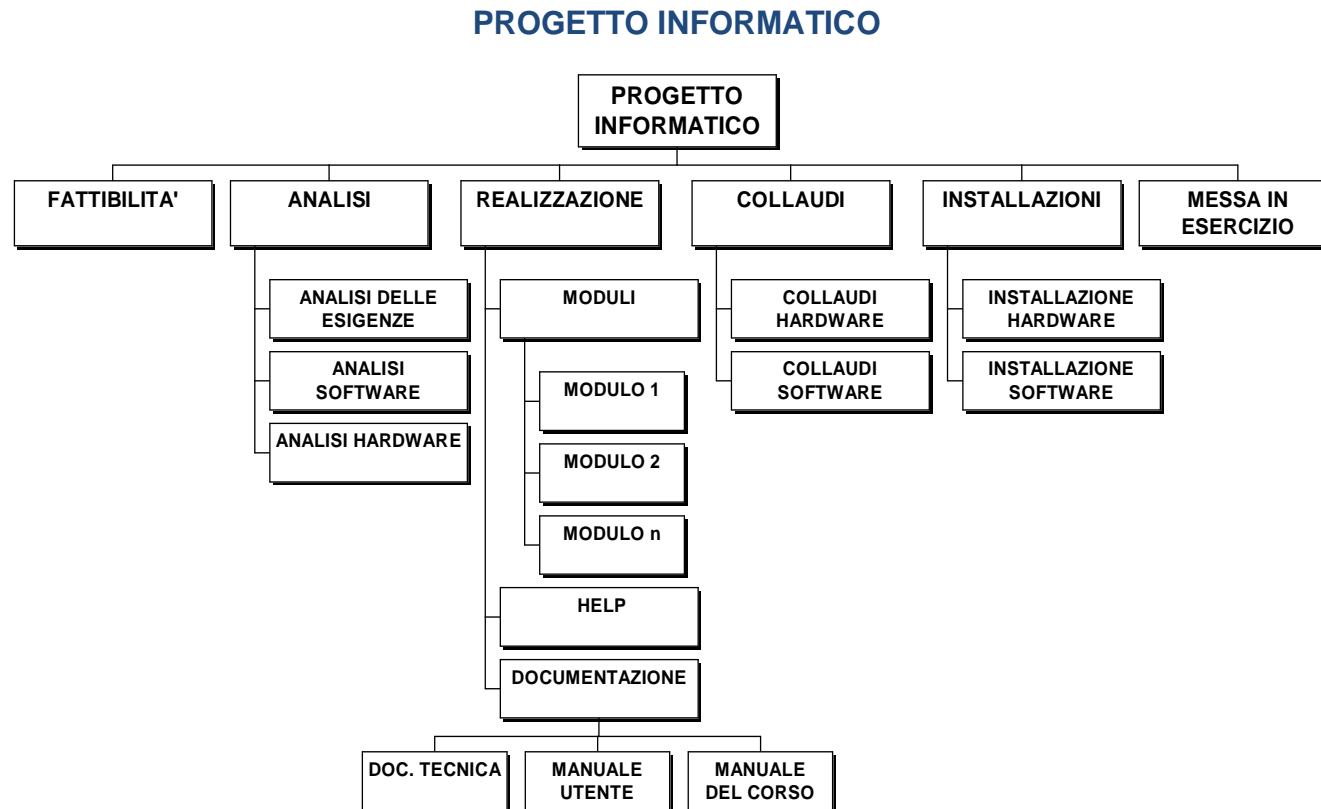 PROGETTO INFORMATICO
PROGETTO
INFORMATICO
FATTIBILITA'
ANALISI
REALIZZAZIONE
COLLAUDI
INSTALLAZIONI
MESSA IN
ESERCIZIO
ANALISI DELLE
ESIGENZE
ANALISI
SOFTWARE
ANALISI HARDWARE
MODULI
MODULO 1
MODULO 2
MODULO n
HELP
DOCUMENTAZIONE
DOC. TECNICA
MANUALE
UTENTE
MANUALE
DEL CORSO
COLLAUDI
HARDWARE
COLLAUDI
SOFTWARE
INSTALLAZIONE
HARDWARE
INSTALLAZIONE
SOFTWARE